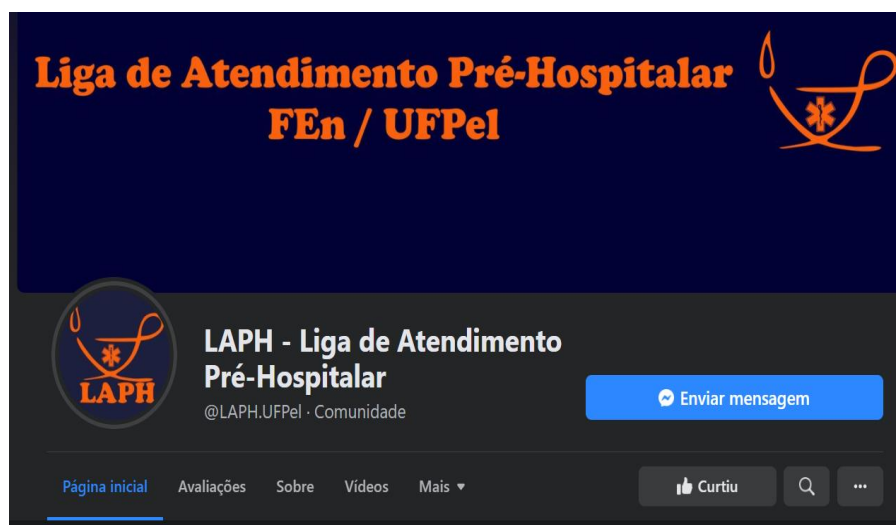 Liga de Atendimento Pré-Hospitalar
FEn / UFPel
LAPH
LAPH - Liga de Atendimento
Pré-Hospitalar
@LAPH.UFPel · Comunidade
Enviar mensagem
Página inicial Avaliações Sobre Vídeos Mais Curtiu